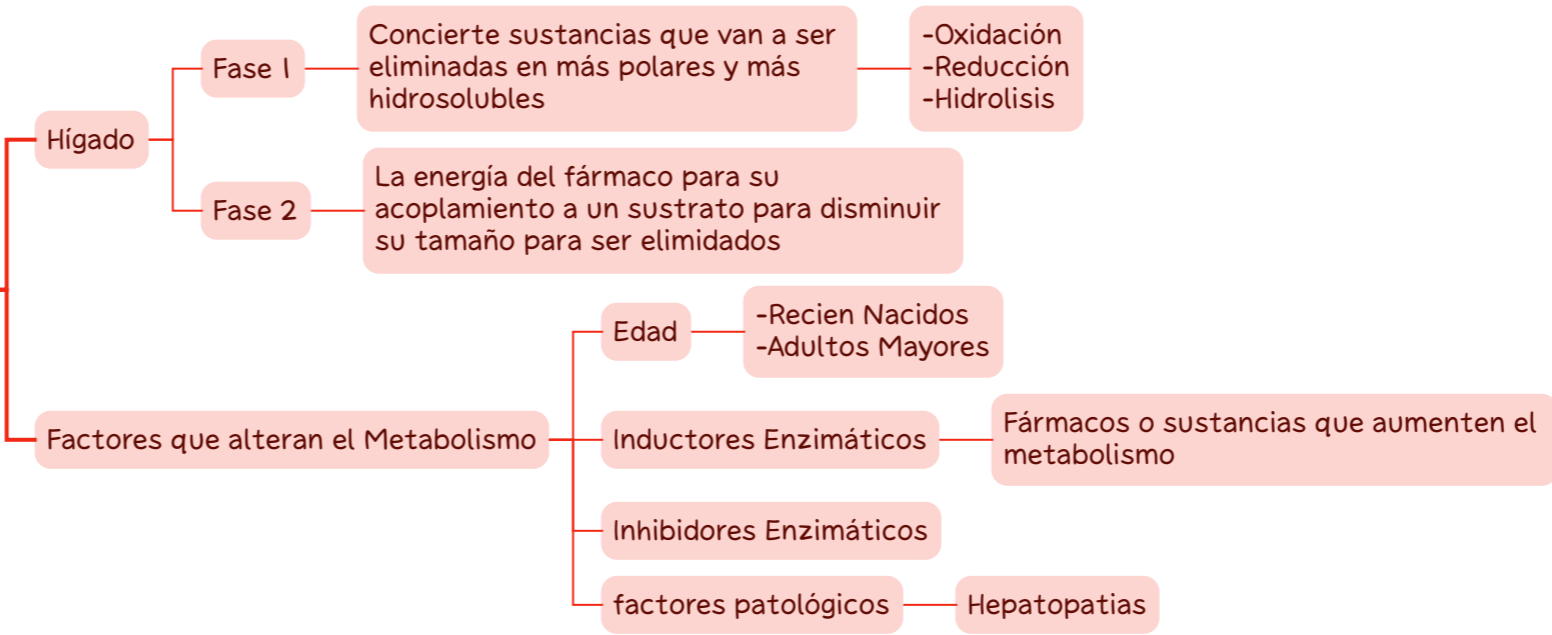 Hígado
Fase 1
Concierte sustancias que van a ser
eliminadas en más polares y más
hidrosolubles
-Oxidación
-Reducción
-Hidrolisis
Fase 2
La energía del fármaco para su
acoplamiento a un sustrato para disminuir
su tamaño para ser elimidados
Factores que alteran el Metabolismo
Edad
-Recien Nacidos
-Adultos Mayores
Inductores Enzimáticos
Fármacos o sustancias que aumenten el
metabolismo
Inhibidores Enzimáticos
factores patológicos
Hepatopatias